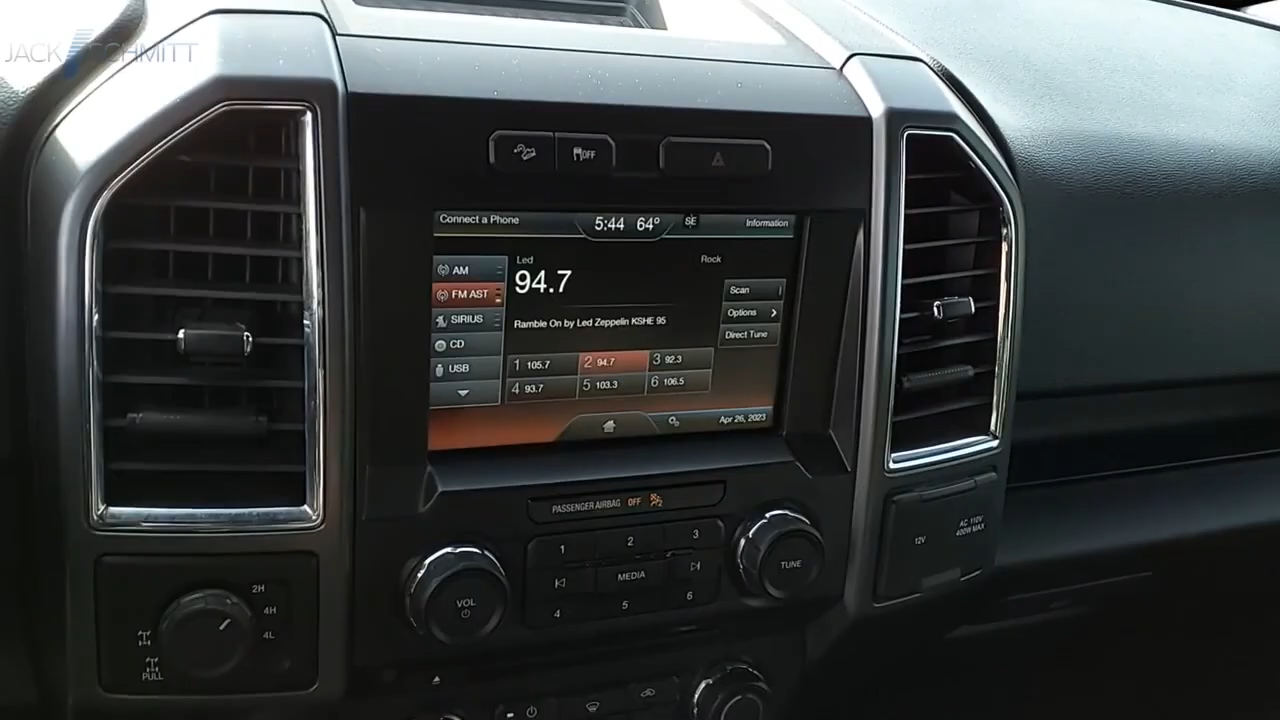 JACK SCHMITT
OFF
Connect a Phone
5:44 64° SE
Information
Led
Rock
94.7
AM
FM AST
SIRIUS
CD
USB
Ramble On by Led Zeppelin KSHE 95
Scan
Options
Direct Tune
1 105.7
2 94.7
3 92.3
4 93.7
5 103.3
6 106.5
Apr 26, 2023
PASSENGER AIRBAG OFF
1 2 3
MEDIA
4 5 6
VOL
TUNE
12V
AC 110V
400W MAX
2H
4H
4L
PULL